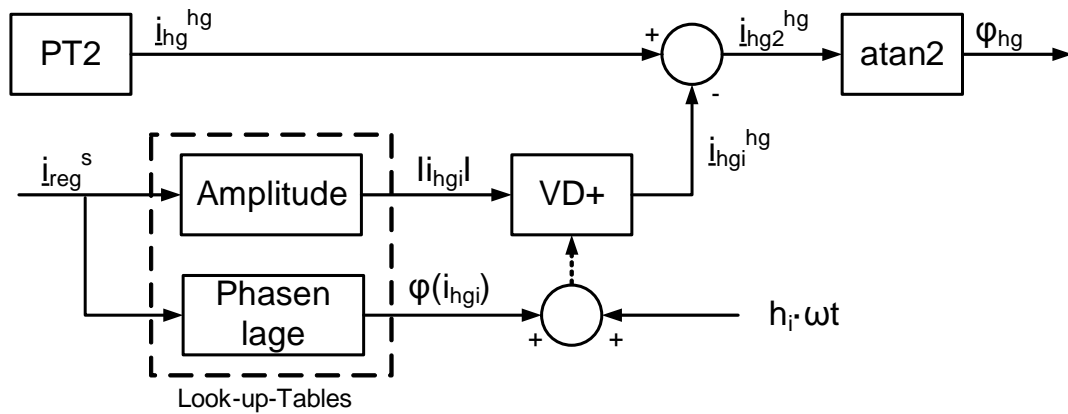 PT2
i_hg^hg
+
-
i_hg2^hg
atan2
φ_hg
i_hgi^hg
i_reg^s
Amplitude
|i_hgi|
VD+
Phasen
lage
φ(i_hgi)
+
+
h_i·ωt
Look-up-Tables